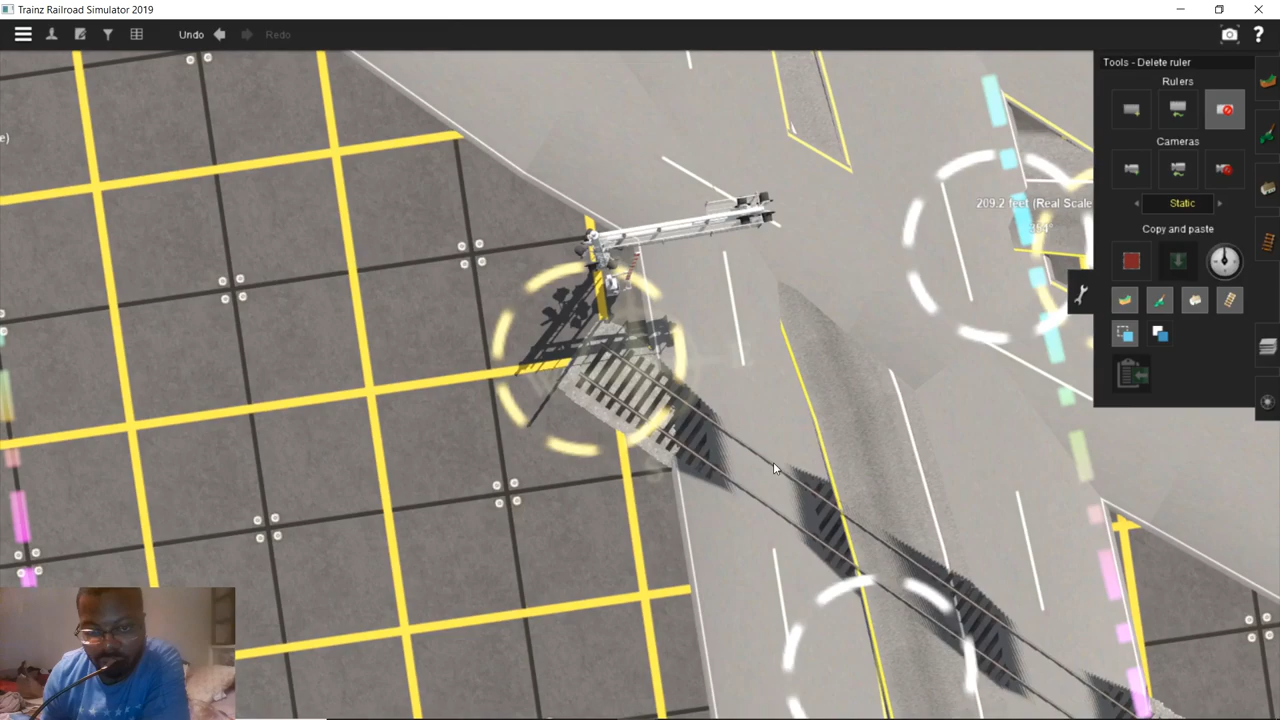 Trainz Railroad Simulator 2019
Undo
Redo
?
Tools - Delete ruler
Rulers
Cameras
Static
Copy and paste
e)
209.2 feet (Real Scale